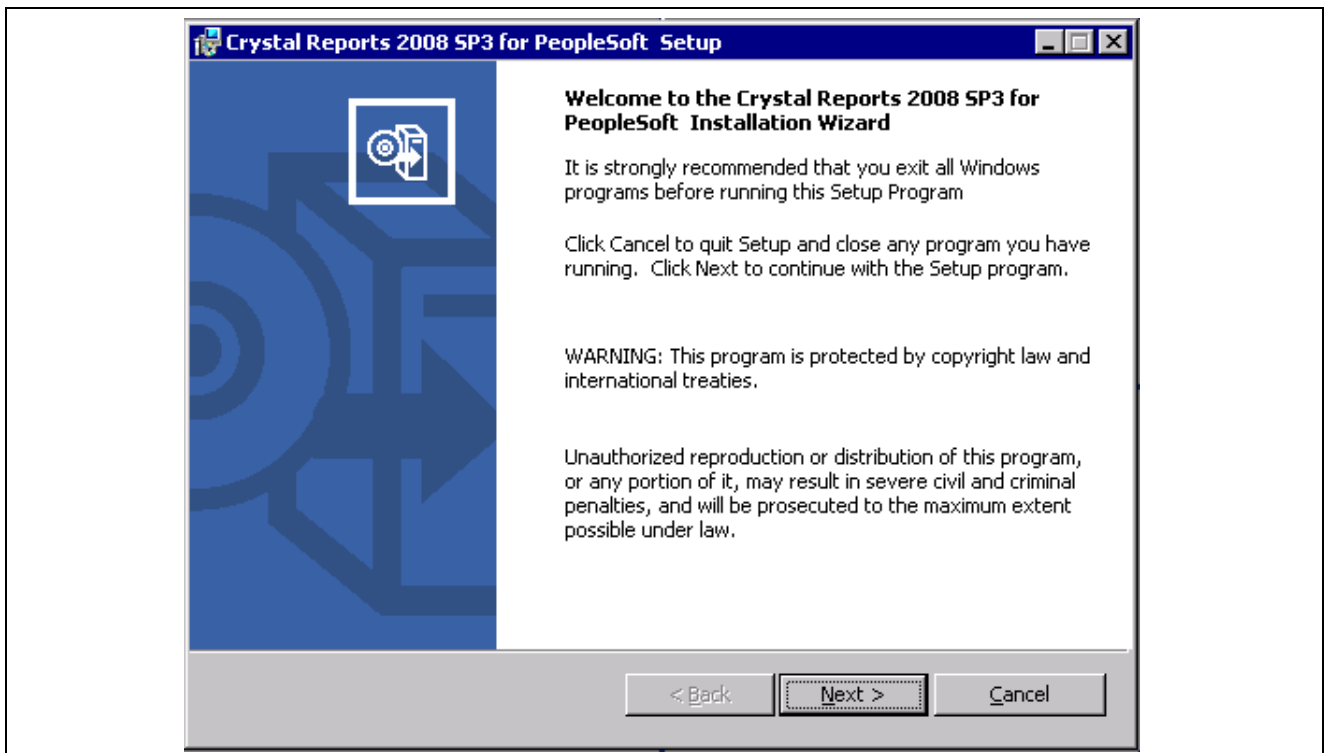 Crystal Reports 2008 SP3 for PeopleSoft  Setup
Welcome to the Crystal Reports 2008 SP3 for
PeopleSoft  Installation Wizard
It is strongly recommended that you exit all Windows
programs before running this Setup Program
Click Cancel to quit Setup and close any program you have
running.  Click Next to continue with the Setup program.
WARNING: This program is protected by copyright law and
international treaties.
Unauthorized reproduction or distribution of this program,
or any portion of it, may result in severe civil and criminal
penalties, and will be prosecuted to the maximum extent
possible under law.
< Back
Next >
Cancel